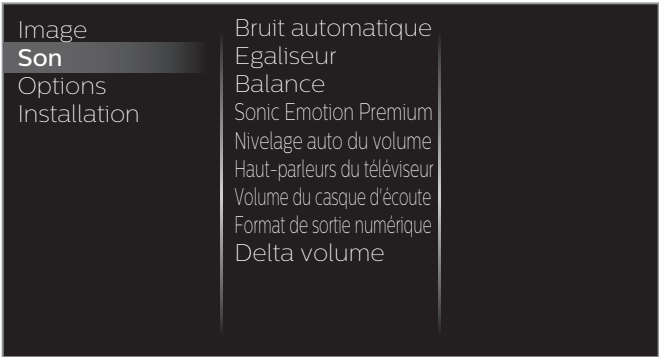 Image
Son
Options
Installation
Bruit automatique
Egaliseur
Balance
Sonic Emotion Premium
Nivelage auto du volume
Haut-parleurs du téléviseur
Volume du casque d'écoute
Format de sortie numérique
Delta volume